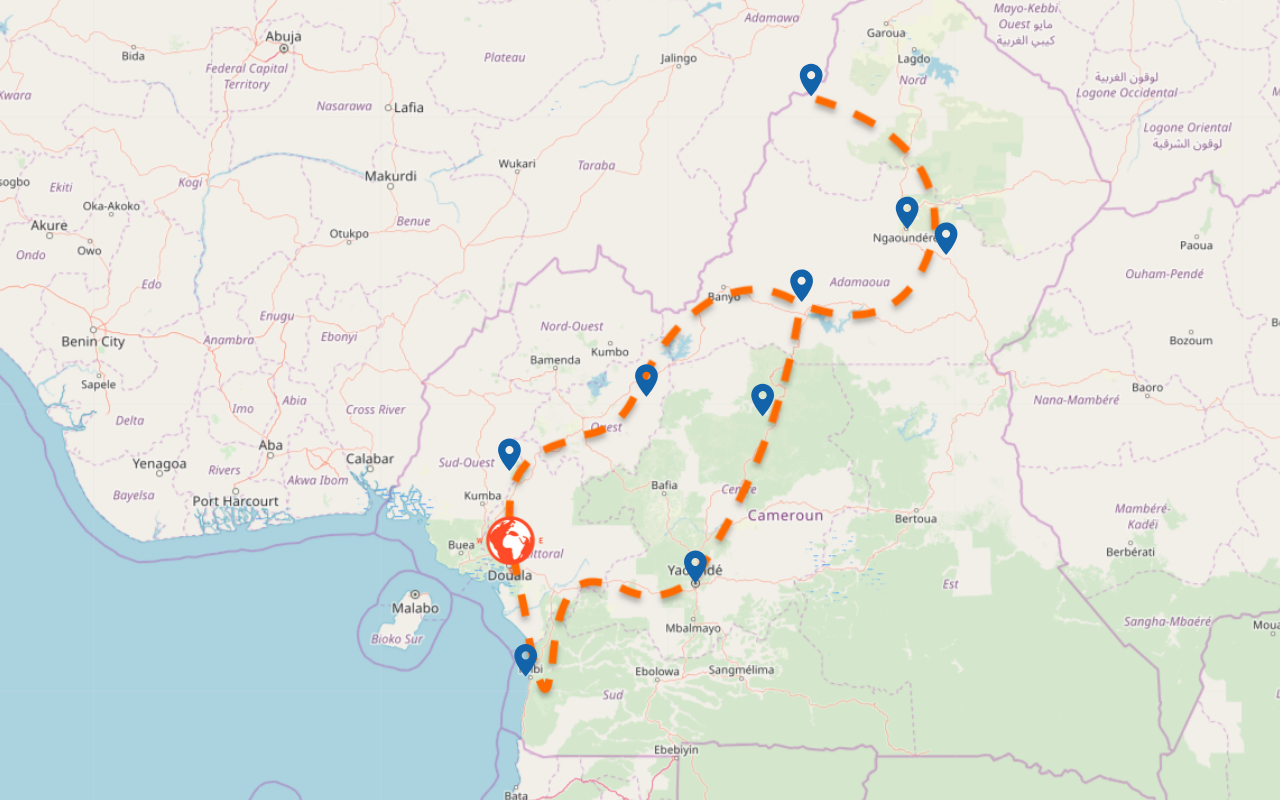 Mayo-Kebbi
Ouest مايو
كيبي الغربية
Adamawa
Garoua
Abuja
Bida
Plateau
Jalingo
Lagdo
Federal Capital
Territory
Nord
لوقون الغربية
Logone Occidental
Kwara
Nasarawa
Lafia
Logone Oriental
لوقون الشرقية
Wukari
Taraba
Makurdi
Kogi
Ekiti
Oka-Akoko
Akure
Owo
Benue
Otukpo
Ngaoundéré
Paoua
Ondo
Edo
Adamaoua
Ouham-Pendé
Banyo
Enugu
Nord-Ouest
Benin City
Anambra
Ebonyi
Bamenda
Kumbo
Bozoum
Sapele
Imo
Abia
Cross River
Baoro
Nana-Mambéré
Delta
Ouest
Aba
Calabar
Yenagoa
Rivers
Sud-Ouest
Akwa Ibom
Bayelsa
Port Harcourt
Kumba
Bafia
Centre
Cameroun
Bertoua
Mambéré-
Kadéï
W
E
Buea
Littoral
Berbérati
Douala
Yaoundé
Est
Malabo
Bioko Sur
Mbalmayo
Sangha-Mbaéré
Ebolowa
Sangmélima
Sud
Ebebiyin
Bata